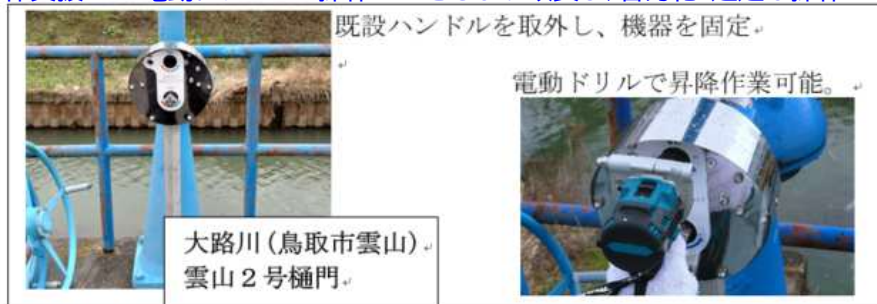 既設ハンドルを取外し、機器を固定
電動ドリルで昇降作業可能。
大路川(鳥取市雲山)
雲山2号樋門